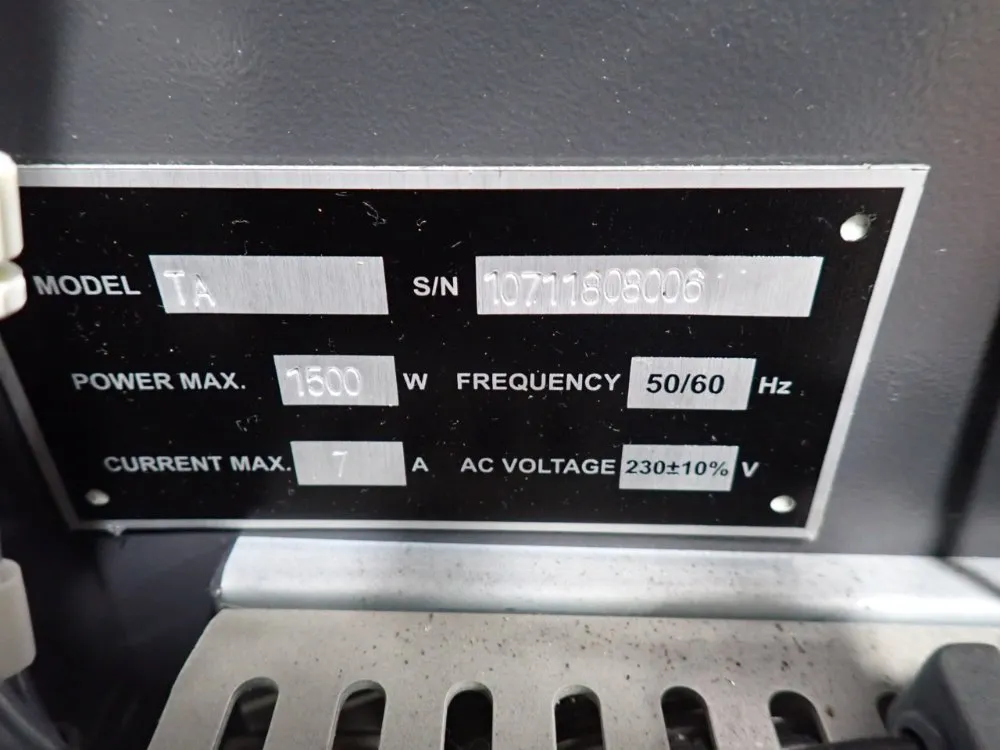 MODEL TA S/N 10711808006
POWER MAX. 1500 W FREQUENCY 50/60 Hz
CURRENT MAX. 7 A AC VOLTAGE 230±10% V